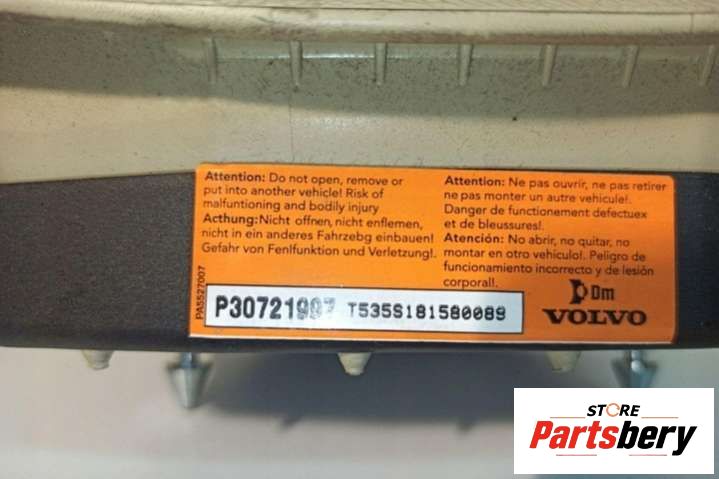 Attention: Do not open, remove or
put into another vehicle! Risk of
malfuntioning and bodily injury
Acthung: Nicht offnen, nicht enflemen,
nicht in ein anderes Fahrzebg einbauen!
Gefahr von Fenlfunktion und Verletzung!.
Attention: Ne pas ouvrir, ne pas retirer
ne pas monter un autre vehicule!.
Danger de functionement defectuex
et de bleussures!.
Atención: No abrir, no quitar, no
montar en otro vehículo!. Peligro de
funcionamiento incorrecto y de lesión
corporal!.
PA5527007
P30721997 T535S181580089
Dm
VOLVO
STORE
Partsbery